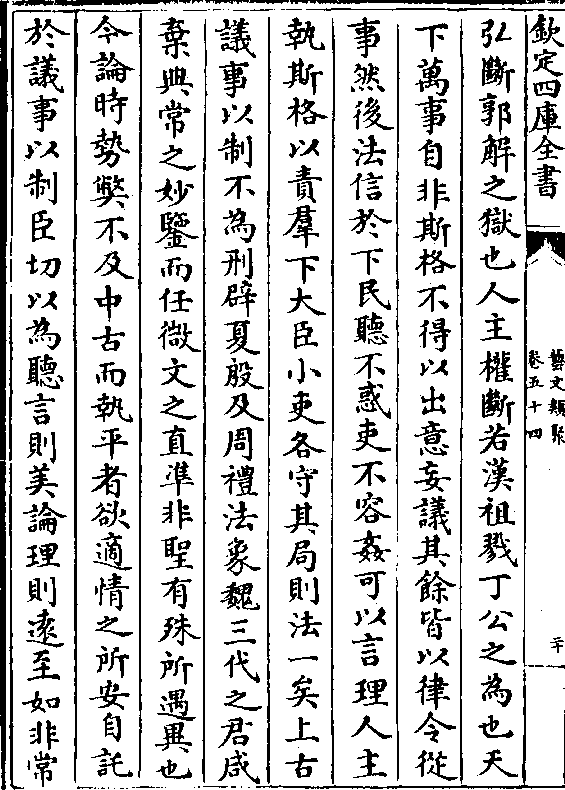 欽定四庫全書
藝文類聚
卷五十四
二十
弘斷郭解之獄也人主權斷若漢祖戮丁公之為也天
下萬事自非斯格不得以出意妄議其餘皆以律令從
事然後法信於下民聽不惑吏不容姦可以言理人主
執斯格以責羣下大臣小吏各守其局則法一矣上古
議事以制不為刑辟夏殷及周禮法象魏三代之君咸
棄典常之妙鑒而任微文之直準非聖有殊所遇異也
今論時勢獘不及中古而執平者欲適情之所安自託
於議事以制臣切以為聽言則美論理則逺至如非常